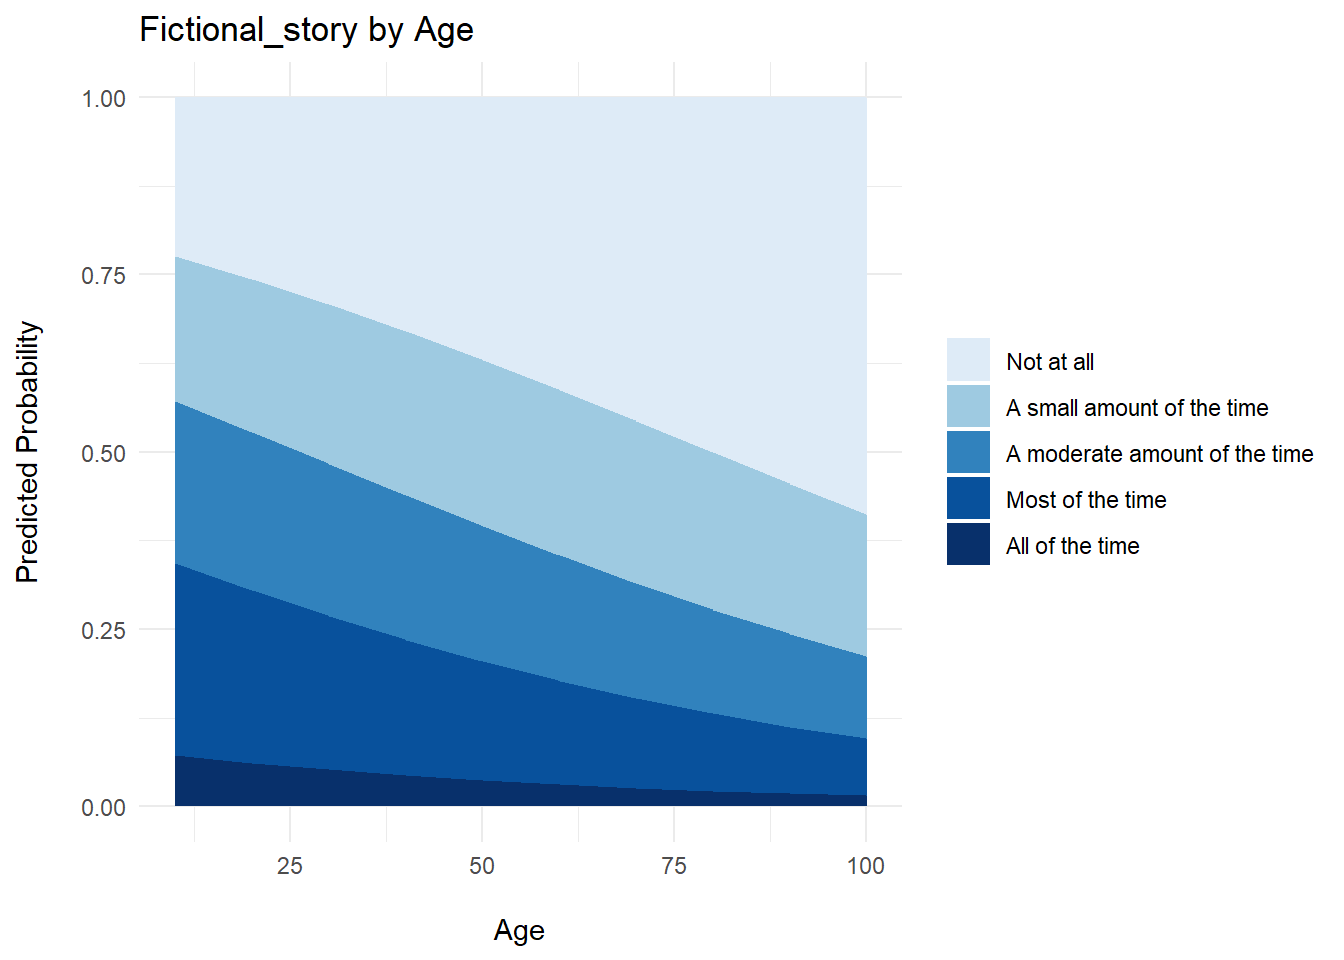 Fictional_story by Age
1.00
0.75
0.50
0.25
0.00
Predicted Probability
25 50 75 100
Age
Not at all
A small amount of the time
A moderate amount of the time
Most of the time
All of the time